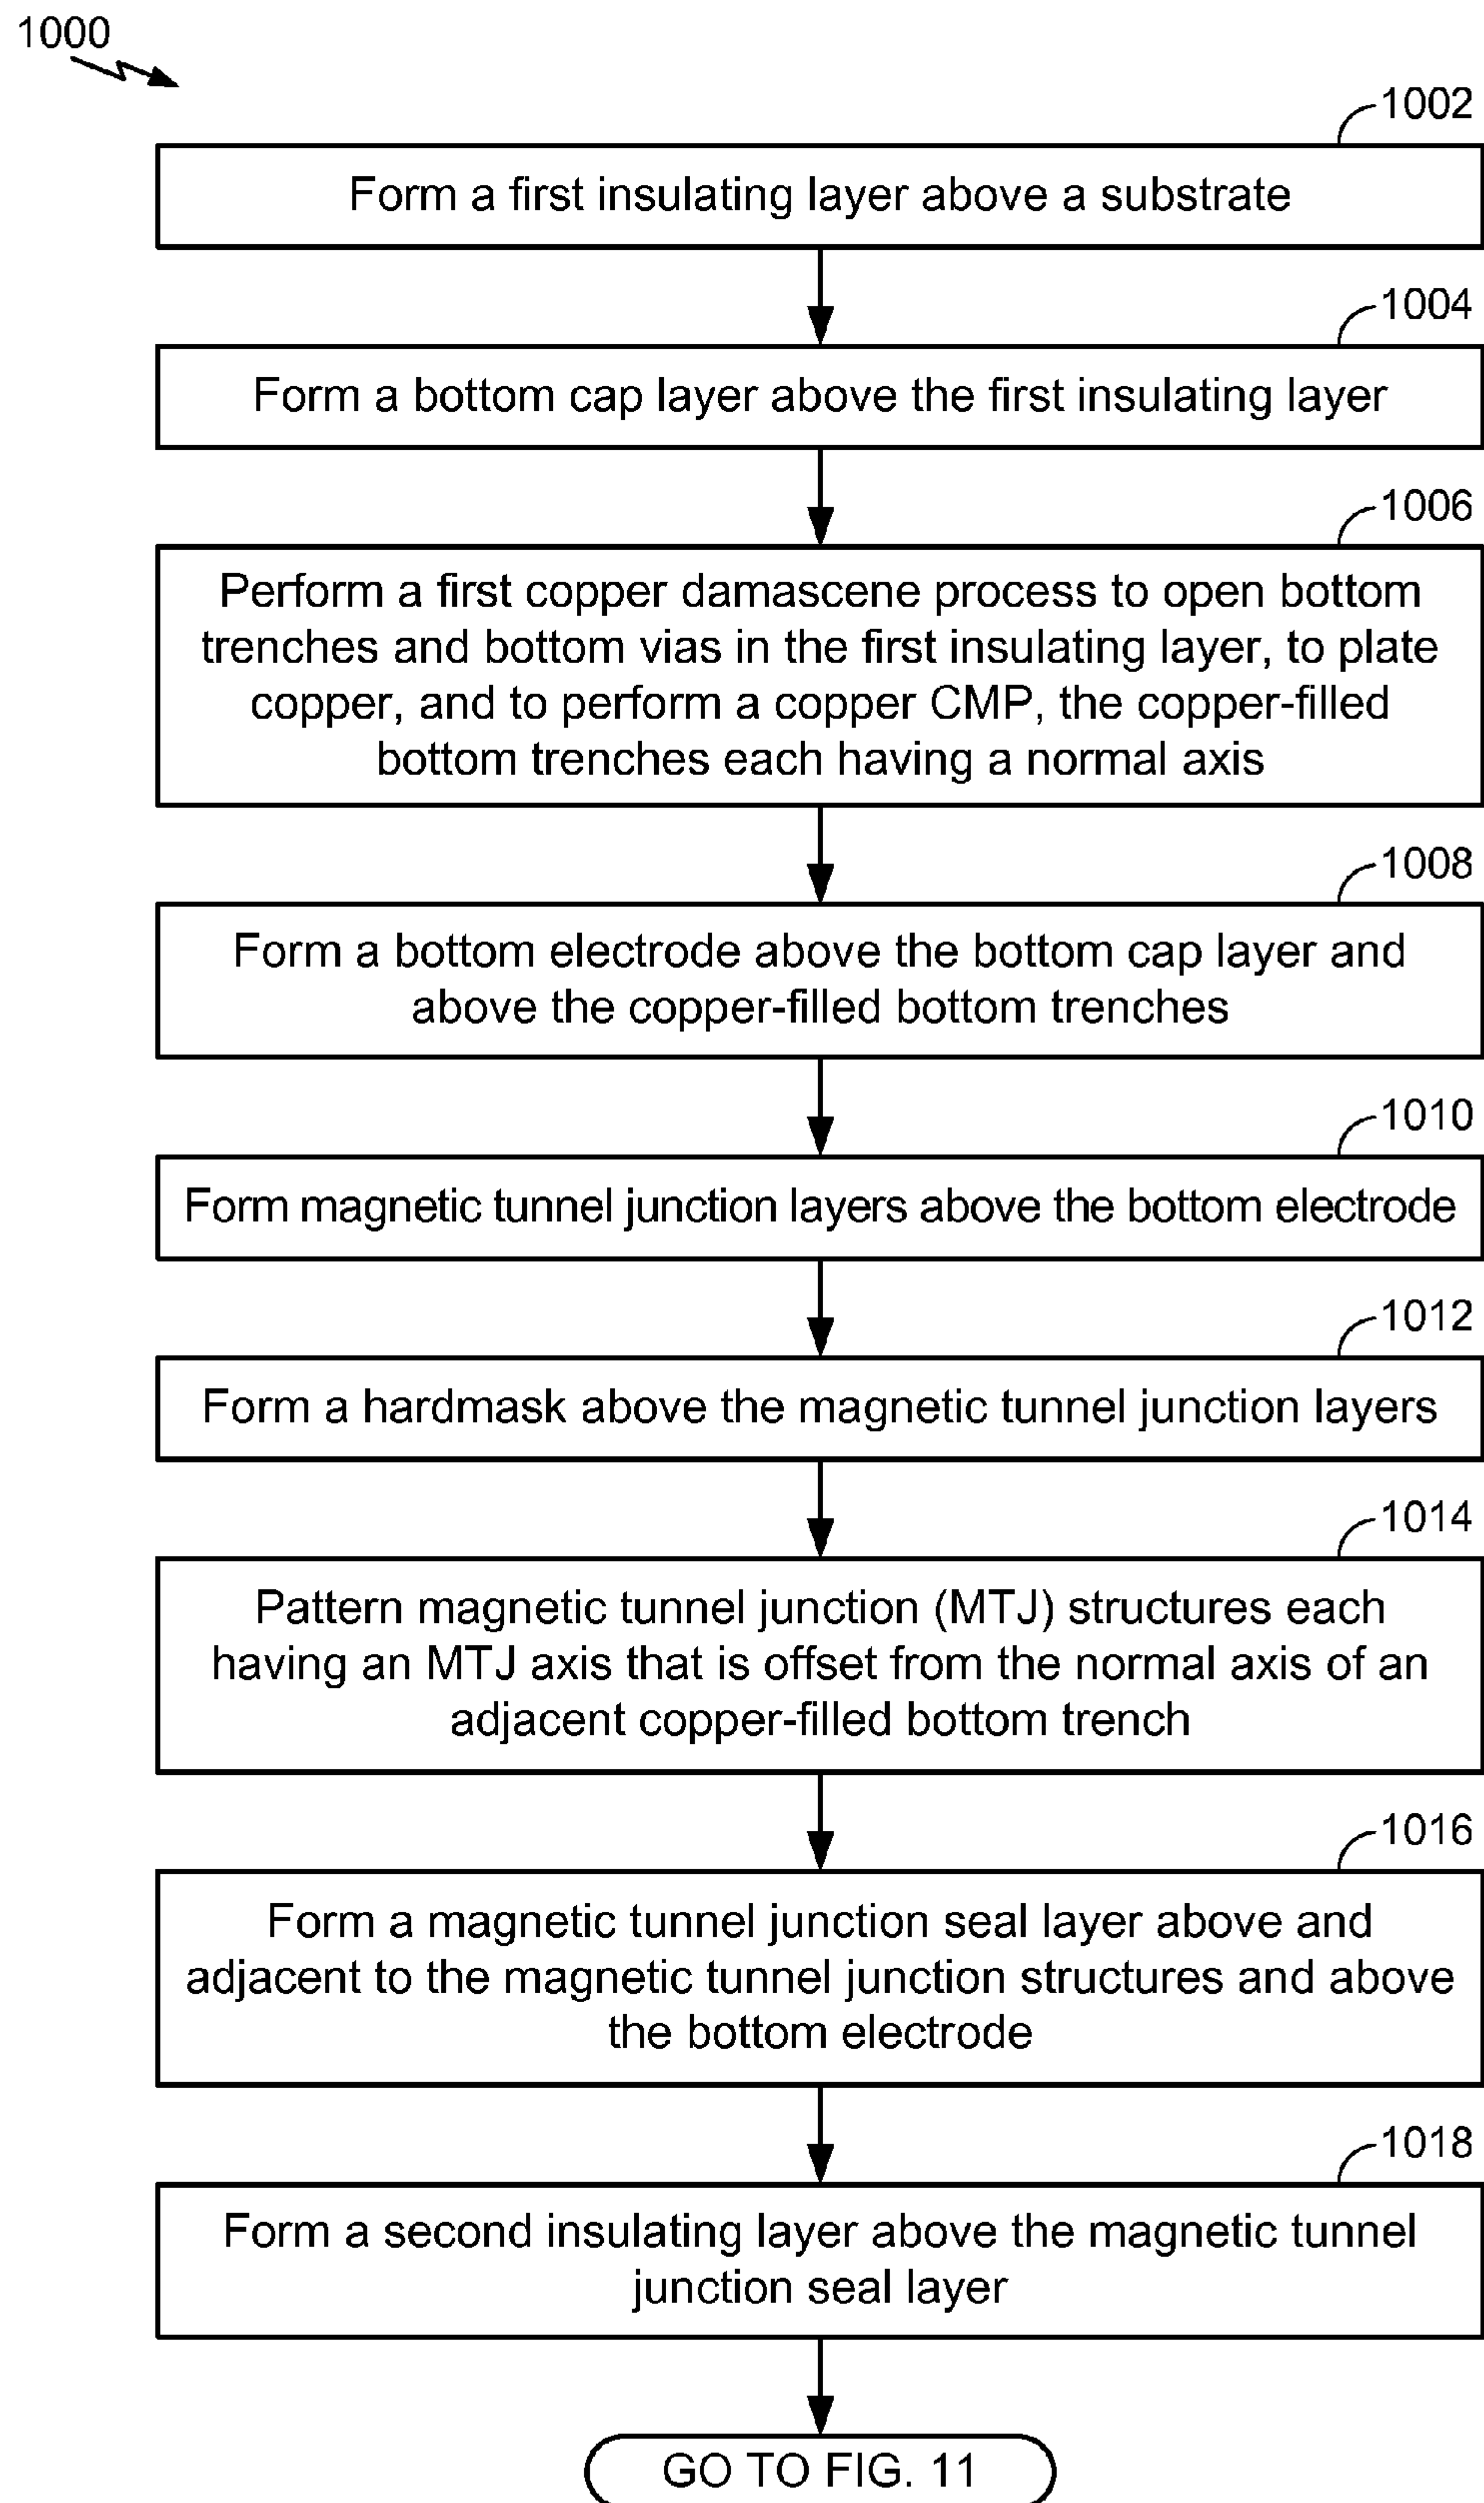 1000
1002
Form a first insulating layer above a substrate
1004
Form a bottom cap layer above the first insulating layer
1006
Perform a first copper damascene process to open bottom
trenches and bottom vias in the first insulating layer, to plate
copper, and to perform a copper CMP, the copper-filled
bottom trenches each having a normal axis
1008
Form a bottom electrode above the bottom cap layer and
above the copper-filled bottom trenches
1010
Form magnetic tunnel junction layers above the bottom electrode
1012
Form a hardmask above the magnetic tunnel junction layers
1014
Pattern magnetic tunnel junction (MTJ) structures each
having an MTJ axis that is offset from the normal axis of an
adjacent copper-filled bottom trench
1016
Form a magnetic tunnel junction seal layer above and
adjacent to the magnetic tunnel junction structures and above
the bottom electrode
1018
Form a second insulating layer above the magnetic tunnel
junction seal layer
GO TO FIG. 11